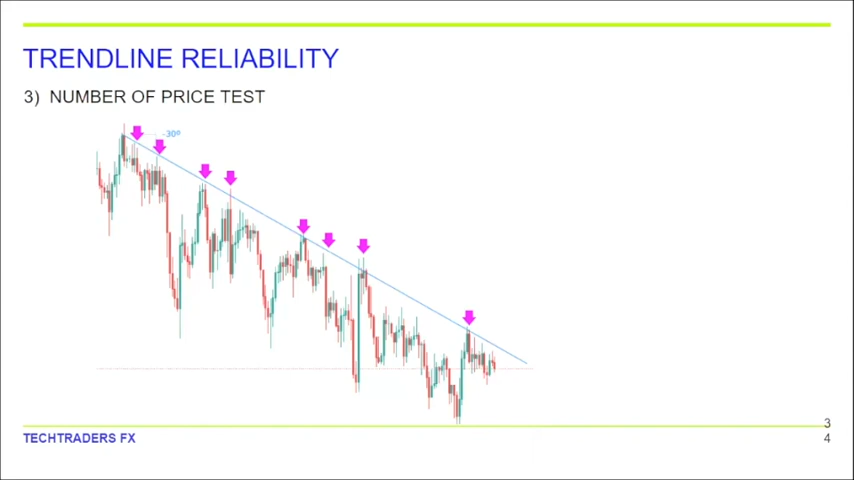 TRENDLINE RELIABILITY
3) NUMBER OF PRICE TEST
-30º
TECHTRADERS FX
3
4